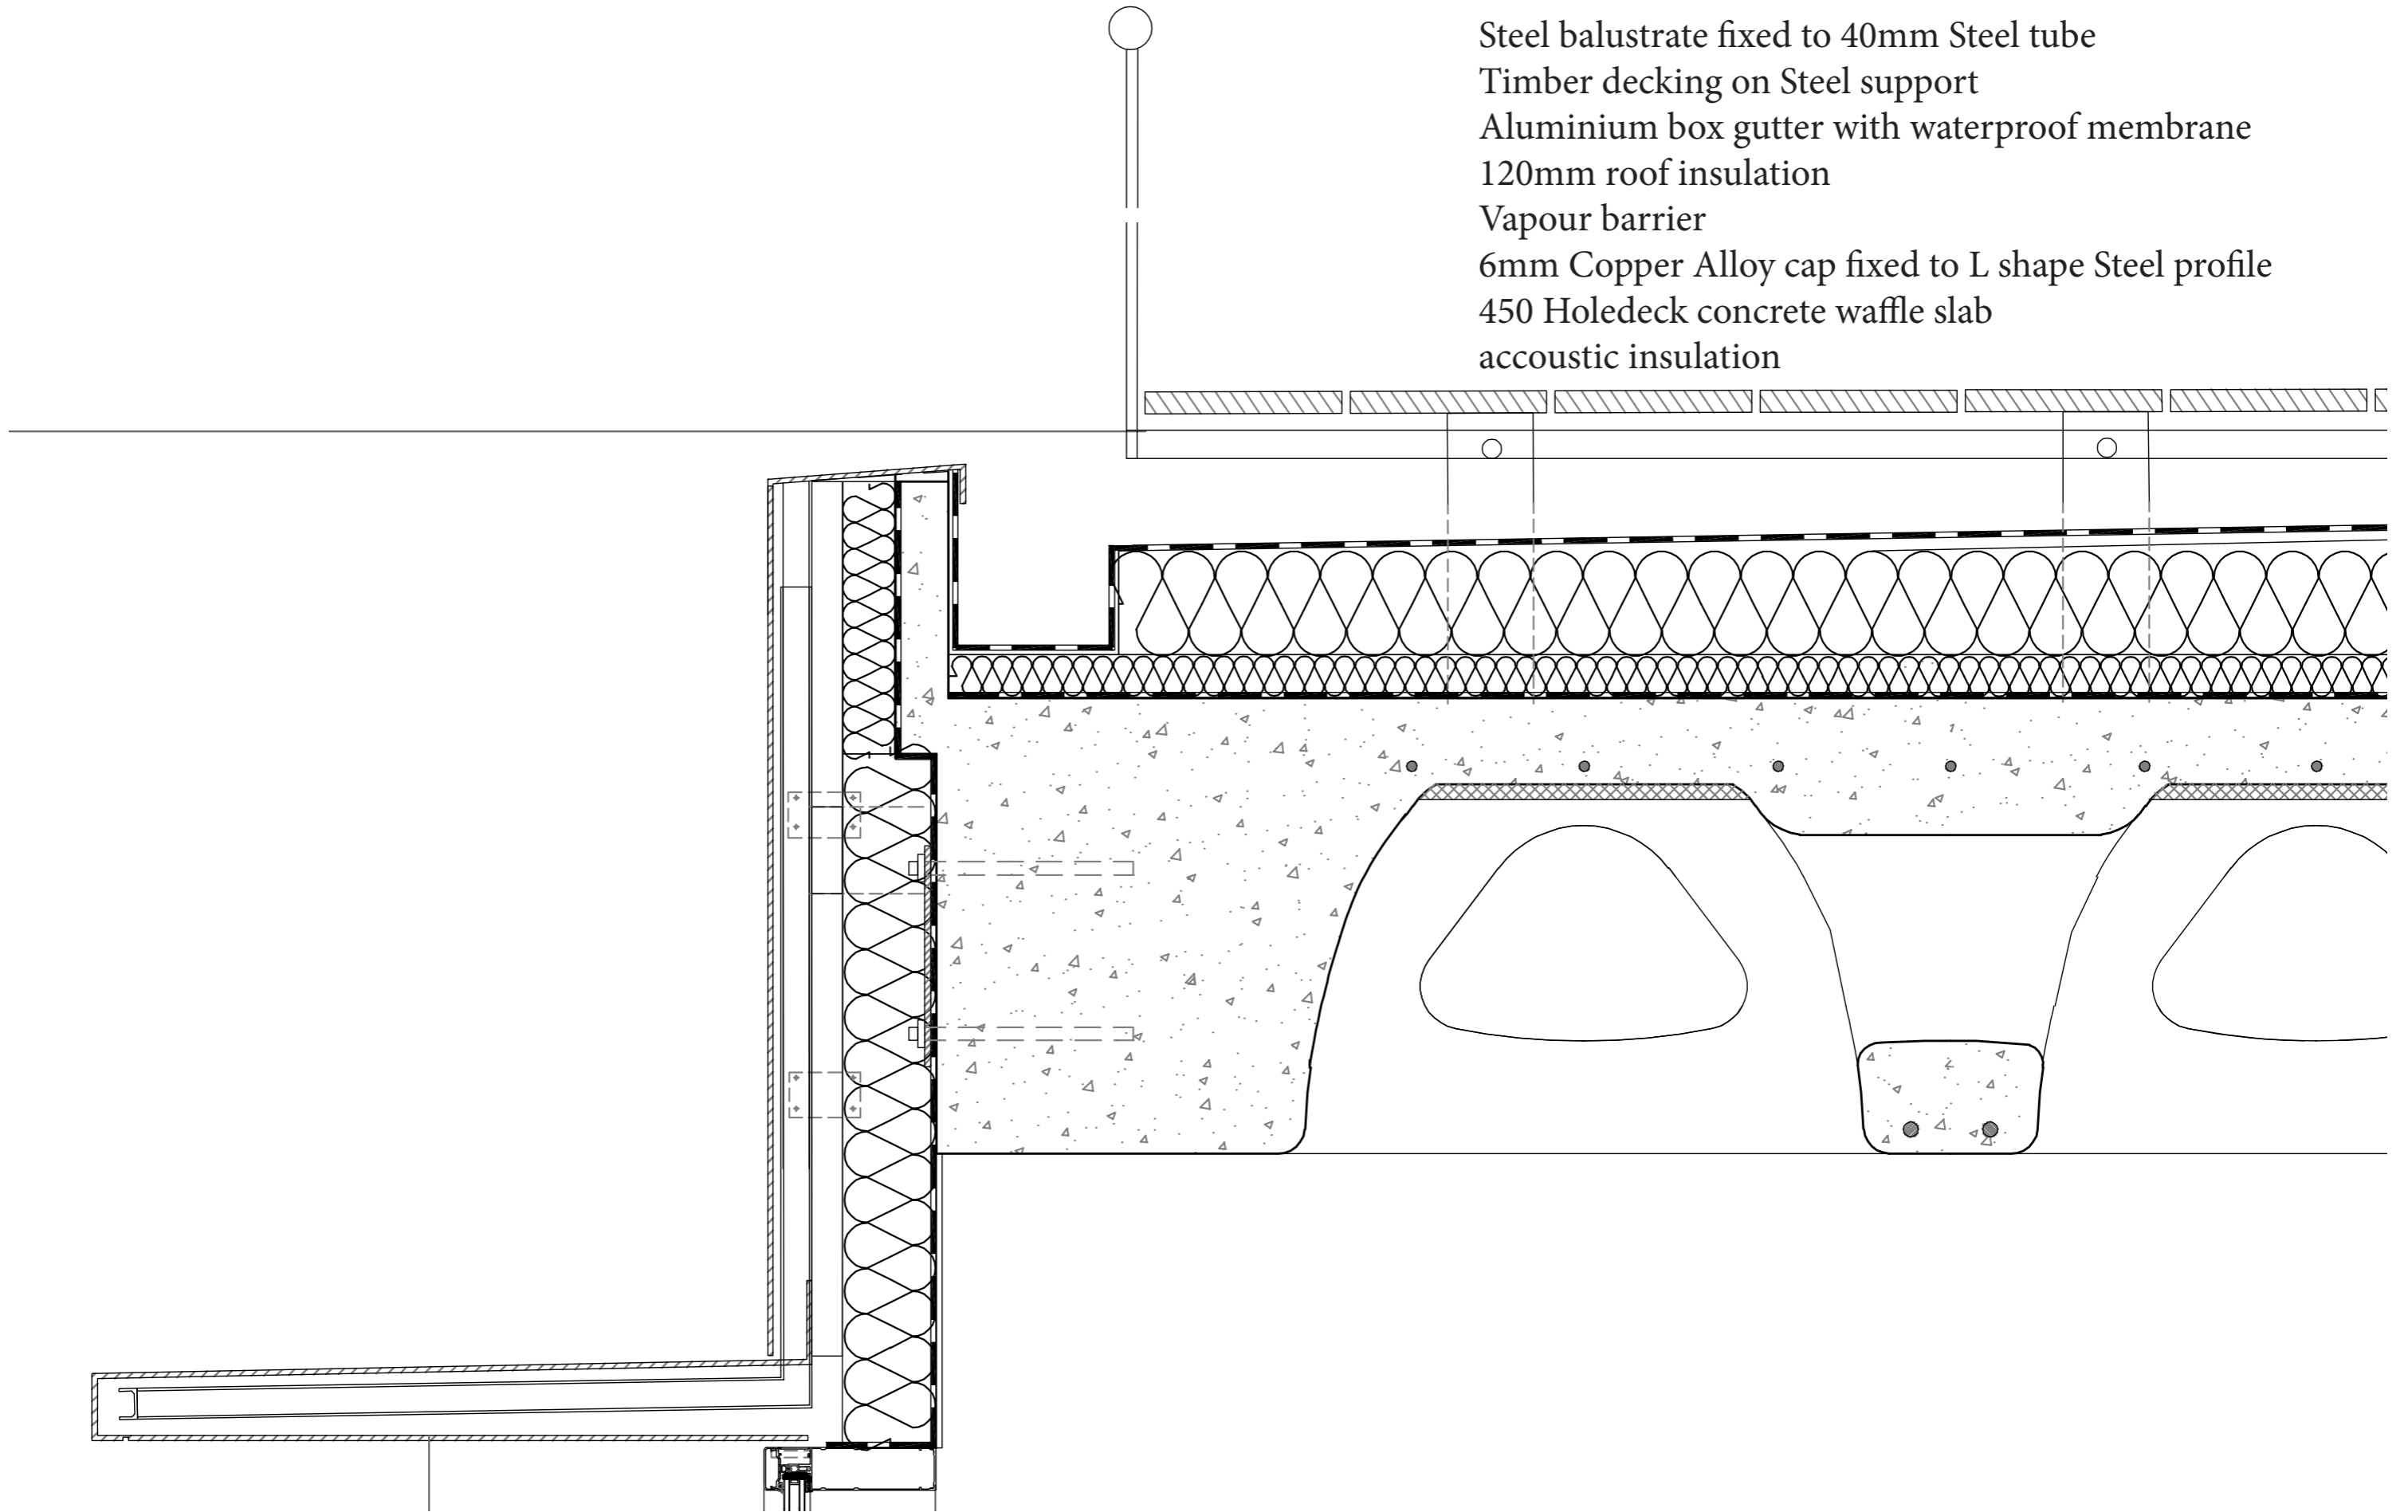 Steel balustrate fixed to 40mm Steel tube
Timber decking on Steel support
Aluminium box gutter with waterproof membrane
120mm roof insulation
Vapour barrier
6mm Copper Alloy cap fixed to L shape Steel profile
450 Holedeck concrete waffle slab
accoustic insulation